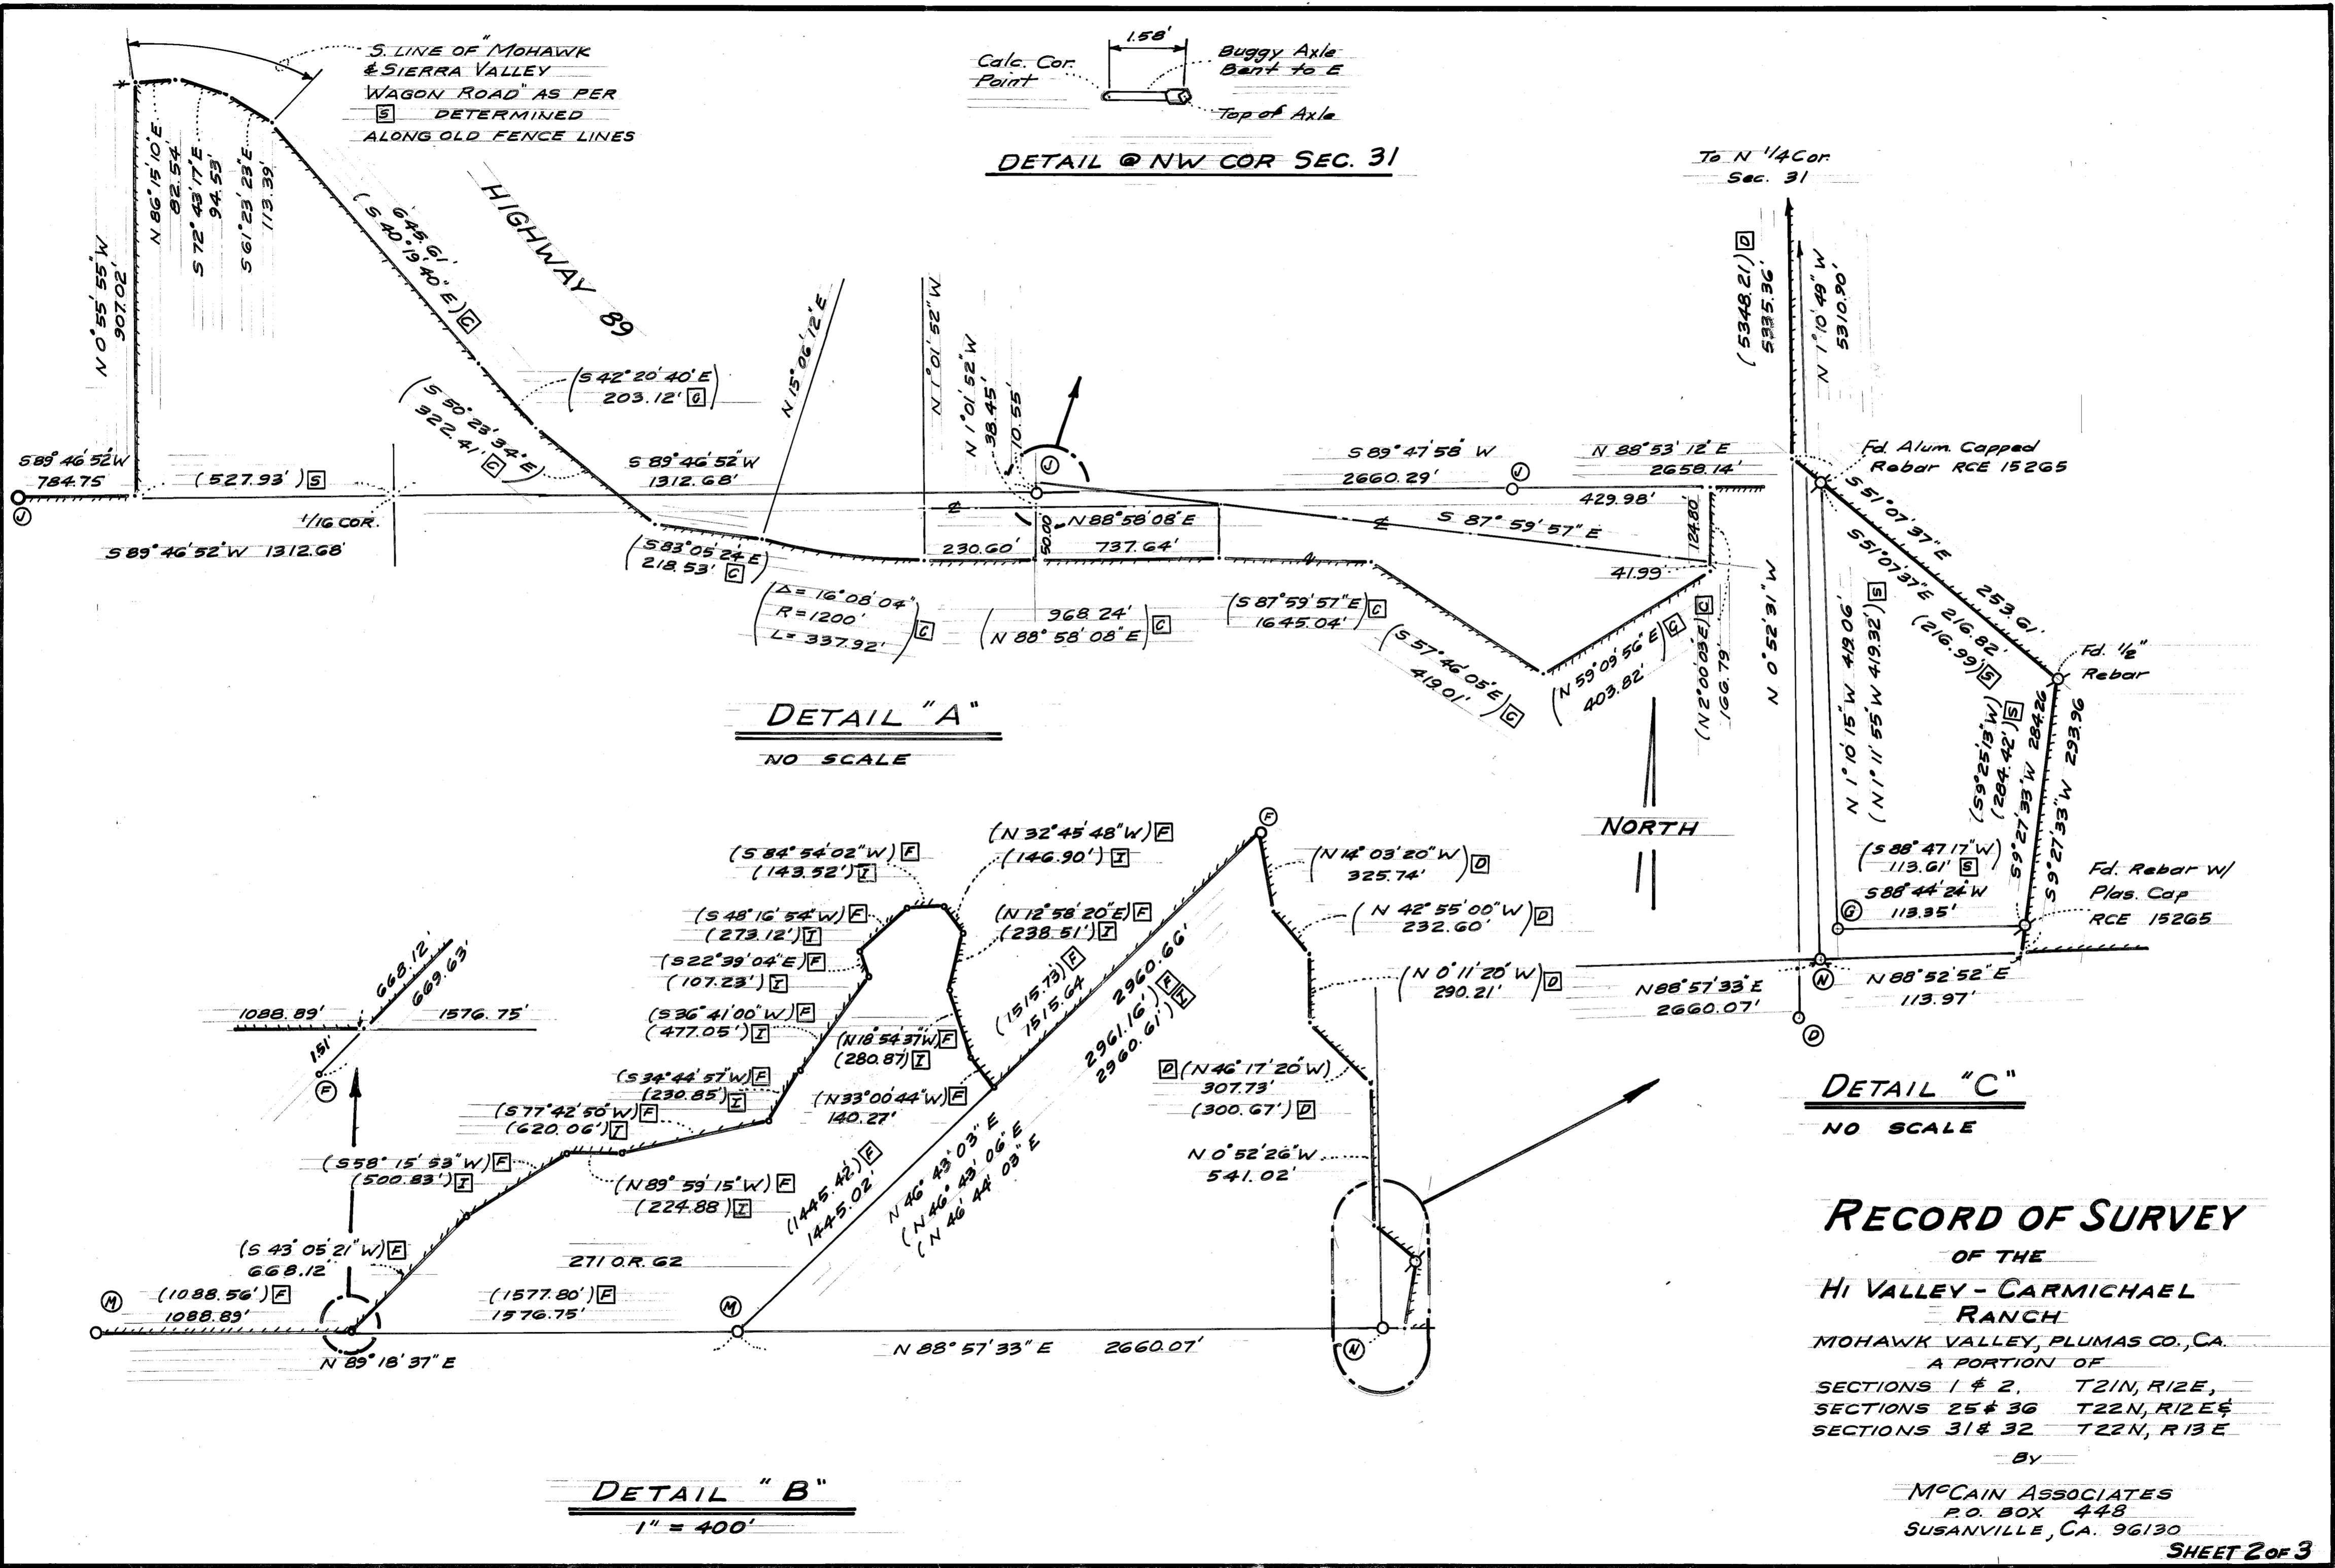 S. LINE OF "MOHAWK
& SIERRA VALLEY
WAGON ROAD" AS PER
[S] DETERMINED
ALONG OLD FENCE LINES
1.58'
Calc. Cor.
Point
Buggy Axle
Bent to E
Top of Axle
DETAIL @ NW COR SEC. 31
N 0° 55' 55" W
907.02'
N 86° 15' 10" E
82.54'
S 72° 43' 17" E
94.53'
S 61° 23' 23" E
113.39'
645.61'
(S 40° 19' 40" E) [C]
HIGHWAY 89
(S 42° 20' 40" E)
203.12' [C]
(S 50° 23' 34" E)
322.41' [C]
S 89° 46' 52" W
784.75'
(J)
(527.93') [S]
1/16 COR.
S 89° 46' 52" W 1312.68'
S 89° 46' 52" W
1312.68'
(S 83° 05' 24" E)
218.53' [C]
N 15° 06' 12" E
N 1° 01' 52" W
N 1° 01' 52" W
38.45'
10.55'
(J)
50.00'
N 88° 58' 08" E
230.60'
737.64'
Δ = 16° 08' 04"
R = 1200'
L = 337.92' [C]
968.24'
(N 88° 58' 08" E) [C]
S 89° 47' 58" W
2660.29'
(J)
N 88° 53' 12" E
2658.14'
429.98'
S 87° 59' 57" E
124.80'
41.99'
(S 87° 59' 57" E)
1645.04' [C]
(S 57° 46' 05" E)
419.01' [C]
(N 59° 09' 56" E) [C]
403.82'
(N 2° 00' 03" E) [C]
166.79'
DETAIL "A"
NO SCALE
To N 1/4 Cor.
Sec. 31
(5348.21) [D]
5335.36'
N 1° 10' 49" W
5310.90'
Fd. Alum. Capped
Rebar RCE 15265
S 51° 07' 37" E 253.61'
S 51° 07' 37" E 216.82'
(216.99') [S]
N 0° 52' 31" W
N 1° 10' 15" W 419.06'
(N 1° 11' 55" W 419.32') [S]
Fd. 1/2"
Rebar
(S 9° 25' 13" W)
(284.42') [S]
S 9° 27' 33" W 284.26
S 9° 27' 33" W 293.96
(S 88° 47' 17" W)
113.61' [S]
S 88° 44' 24" W
113.35'
(G)
Fd. Rebar W/
Plas. Cap
RCE 15265
N 88° 57' 33" E
2660.07'
(N)
N 88° 52' 52" E
113.97'
(D)
DETAIL "C"
NO SCALE
NORTH
668.12'
669.63'
1088.89'
1576.75'
1.51'
(F)
(S 84° 54' 02" W) [F]
(143.52') [I]
(N 32° 45' 48" W) [F]
(146.90') [I]
(S 48° 16' 54" W) [F]
(273.12') [I]
(N 12° 58' 20" E) [F]
(238.51') [I]
(S 22° 39' 04" E) [F]
(107.23') [I]
(S 36° 41' 00" W) [F]
(477.05') [I]
(N 18° 54' 37" W) [F]
(280.87') [I]
(S 34° 44' 57" W) [F]
(230.85') [I]
(N 33° 00' 44" W) [F]
140.27'
(S 77° 42' 50" W) [F]
(620.06') [I]
(S 58° 15' 53" W) [F]
(500.83') [I]
(N 89° 59' 15" W) [F]
(224.88') [I]
(S 43° 05' 21" W) [F]
668.12'
(F)
(1515.73) [F]
1515.64
2960.66'
2961.16') [F]
2960.61') [I]
(1445.42) [F]
1445.02'
N 46° 43' 03" E
(N 46° 43' 06" E
(N 46° 44' 03" E
(N 14° 03' 20" W) [D]
325.74'
(N 42° 55' 00" W) [D]
232.60'
(N 0° 11' 20" W) [D]
290.21'
[D] (N 46° 17' 20" W)
307.73'
(300.67') [D]
N 0° 52' 26" W
541.02'
(M)
(1088.56') [F]
1088.89'
271 O.R. 62
(1577.80') [F]
1576.75'
(M)
N 89° 18' 37" E
N 88° 57' 33" E 2660.07'
(N)
DETAIL "B"
1" = 400'
RECORD OF SURVEY
OF THE
HI VALLEY - CARMICHAEL
RANCH
MOHAWK VALLEY, PLUMAS CO., CA.
A PORTION OF
SECTIONS 1 & 2, T21N, R12E,
SECTIONS 25 & 36 T22N, R12E &
SECTIONS 31 & 32 T22N, R13E
BY
McCAIN ASSOCIATES
P.O. BOX 448
SUSANVILLE, CA. 96130
SHEET 2 OF 3